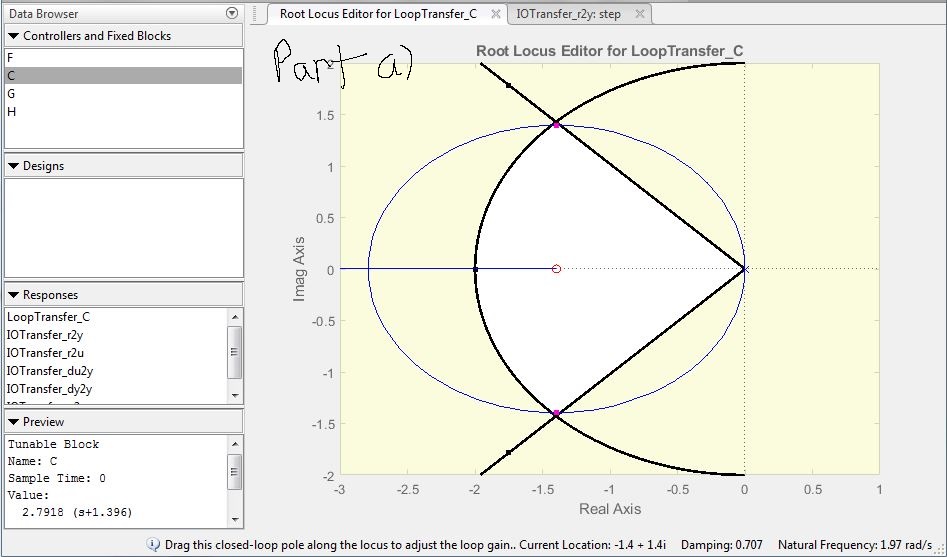 Data Browser
Root Locus Editor for LoopTransfer_C
IOTransfer_r2y: step
Controllers and Fixed Blocks
F
C
G
H
Designs
Responses
LoopTransfer_C
IOTransfer_r2y
IOTransfer_r2u
IOTransfer_du2y
IOTransfer_dy2y
Preview
Tunable Block
Name: C
Sample Time: 0
Value:
2.7918 (s+1.396)
Part a)
Root Locus Editor for LoopTransfer_C
1.5
1
0.5
0
-0.5
-1
-1.5
-2
Imag Axis
-3 -2.5 -2 -1.5 -1 -0.5 0 0.5 1
Real Axis
Drag this closed-loop pole along the locus to adjust the loop gain.. Current Location: -1.4 + 1.4i Damping: 0.707 Natural Frequency: 1.97 rad/s